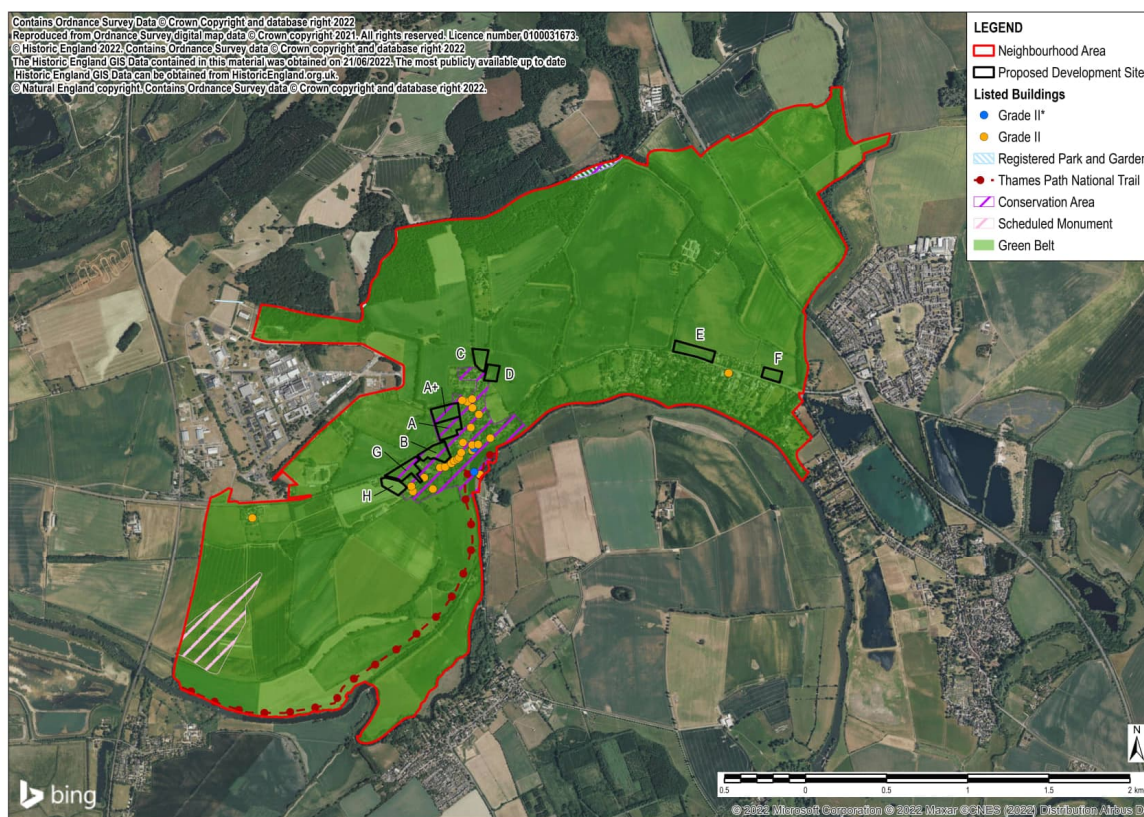 Contains Ordnance Survey Data © Crown Copyright and database right 2022
Reproduced from Ordnance Survey digital map data © Crown copyright 2021. All rights reserved. Licence number 0100031673.
© Historic England 2022. Contains Ordnance Survey data © Crown copyright and database right 2022
The Historic England GIS Data contained in this material was obtained on 21/06/2022. The most publicly available up to date
Historic England GIS Data can be obtained from HistoricEngland.org.uk.
© Natural England copyright. Contains Ordnance Survey data © Crown copyright and database right 2022.
LEGEND
Neighbourhood Area
Proposed Development Site
Listed Buildings
Grade II*
Grade II
Registered Park and Garden
Thames Path National Trail
Conservation Area
Scheduled Monument
Green Belt
E
C
D
F
A+
A
B
G
H
N
0.5 0 0.5 1 1.5 2 km
bing
© 2022 Microsoft Corporation © 2022 Maxar ©CNES (2022) Distribution Airbus D